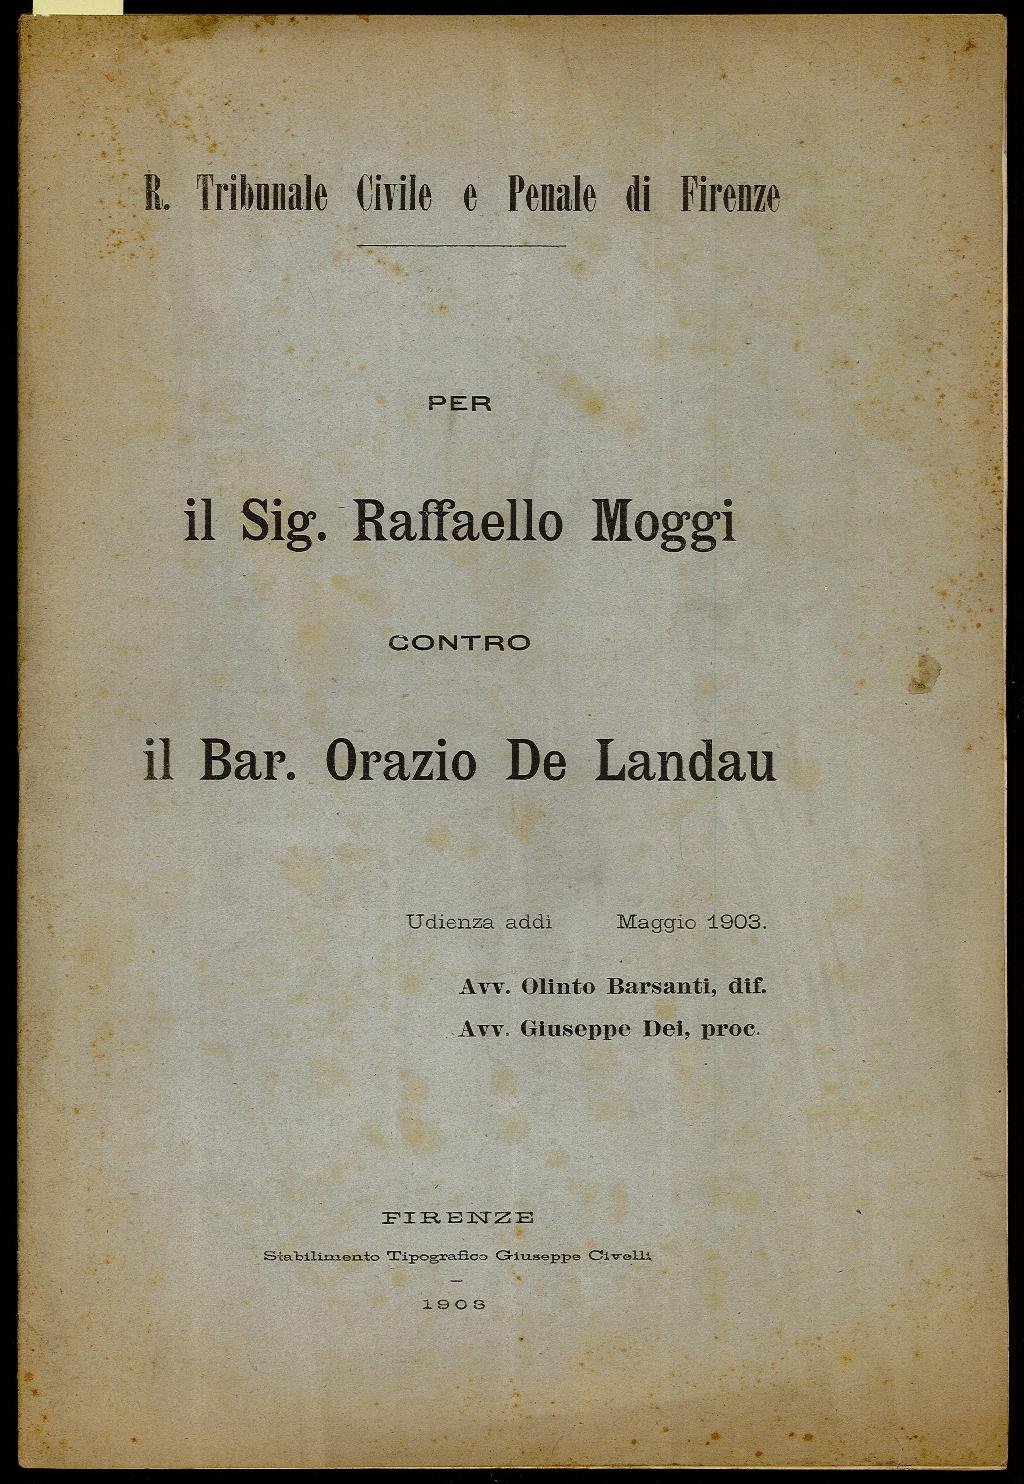 R. Tribunale Civile e Penale di Firenze
PER
il Sig. Raffaello Moggi
CONTRO
il Bar. Orazio De Landau
Udienza addì Maggio 1903.
Avv. Olinto Barsanti, dif.
Avv. Giuseppe Dei, proc.
FIRENZE
Stabilimento Tipografico Giuseppe Civelli
—
1903